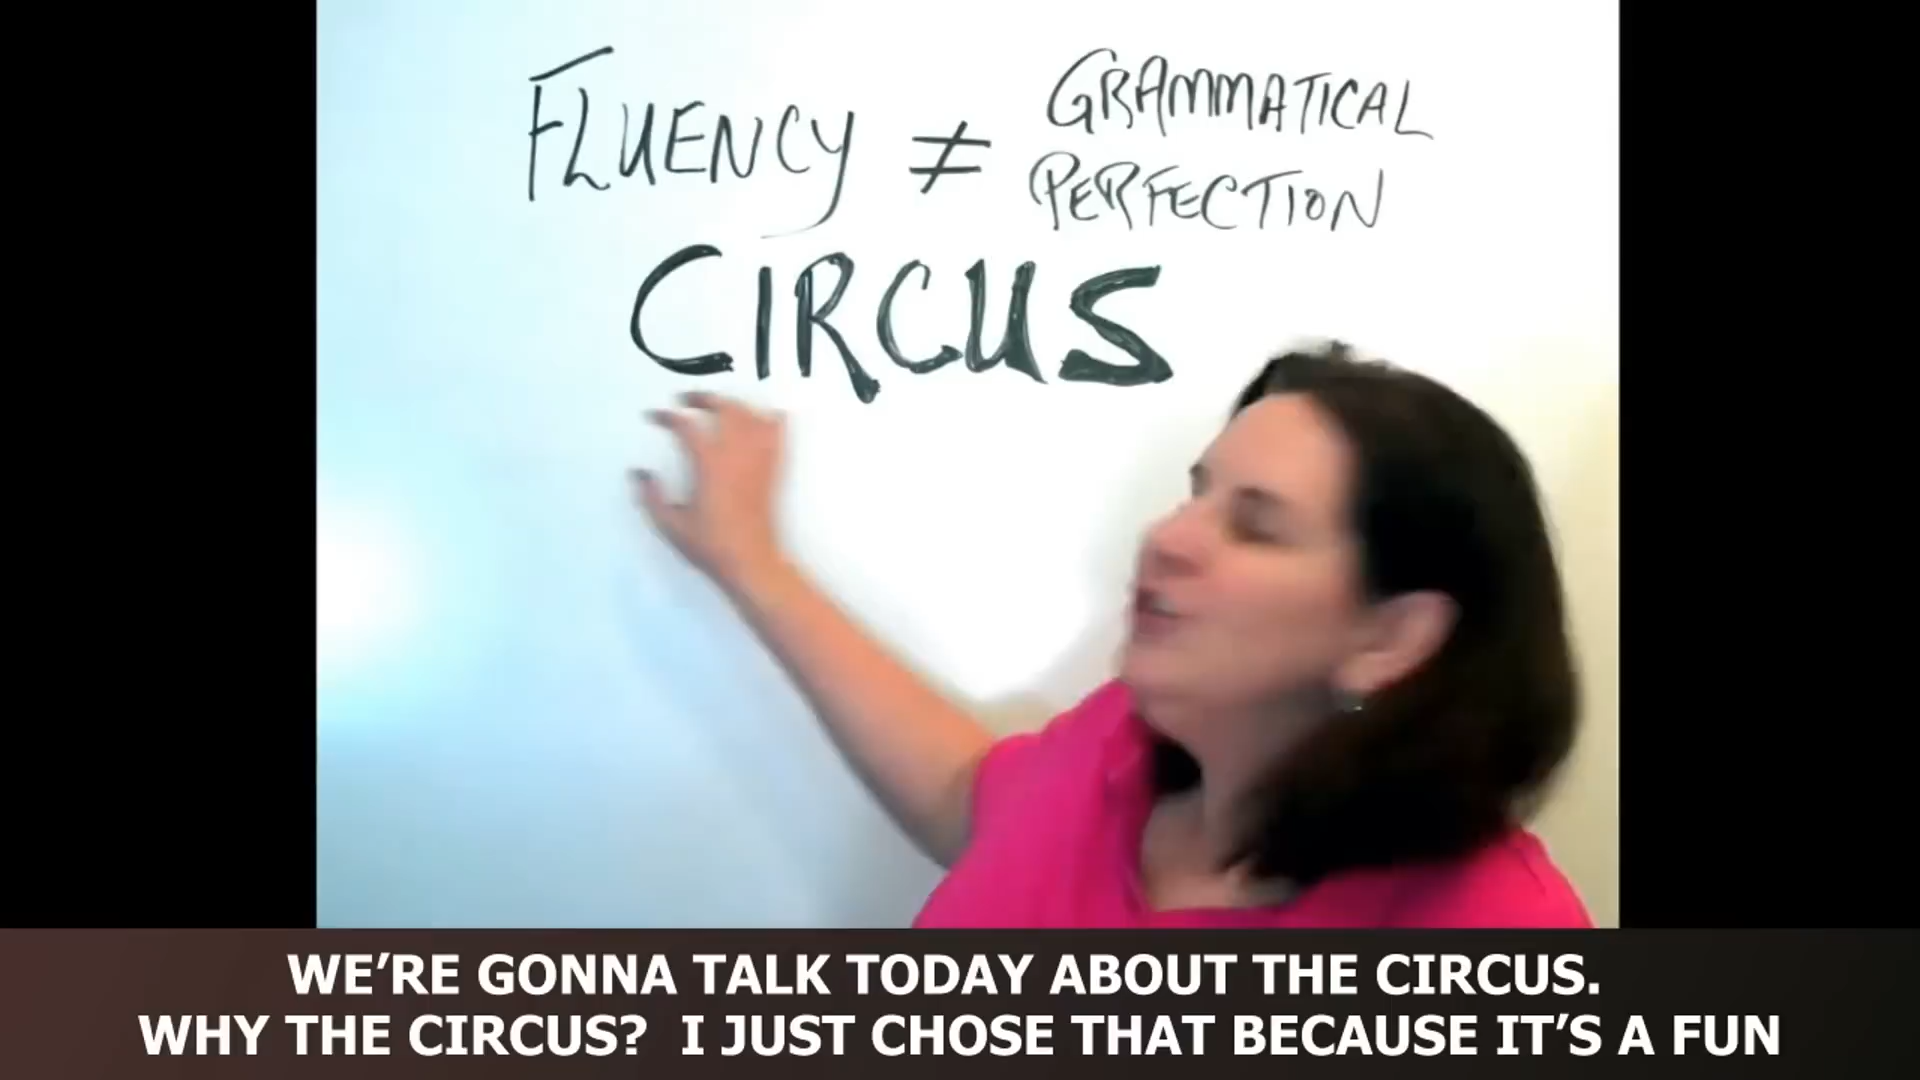 FLUENCY ≠ GRAMMATICAL
PERFECTION
CIRCUS
WE’RE GONNA TALK TODAY ABOUT THE CIRCUS.
WHY THE CIRCUS?  I JUST CHOSE THAT BECAUSE IT’S A FUN